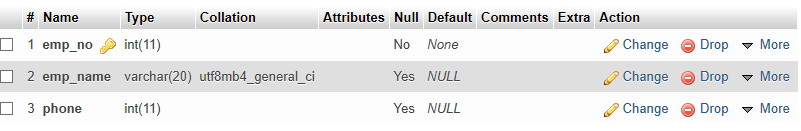 # Name Type Collation Attributes Null Default Comments Extra Action
1 emp_no int(11) No None Change Drop More
2 emp_name varchar(20) utf8mb4_general_ci Yes NULL Change Drop More
3 phone int(11) Yes NULL Change Drop More